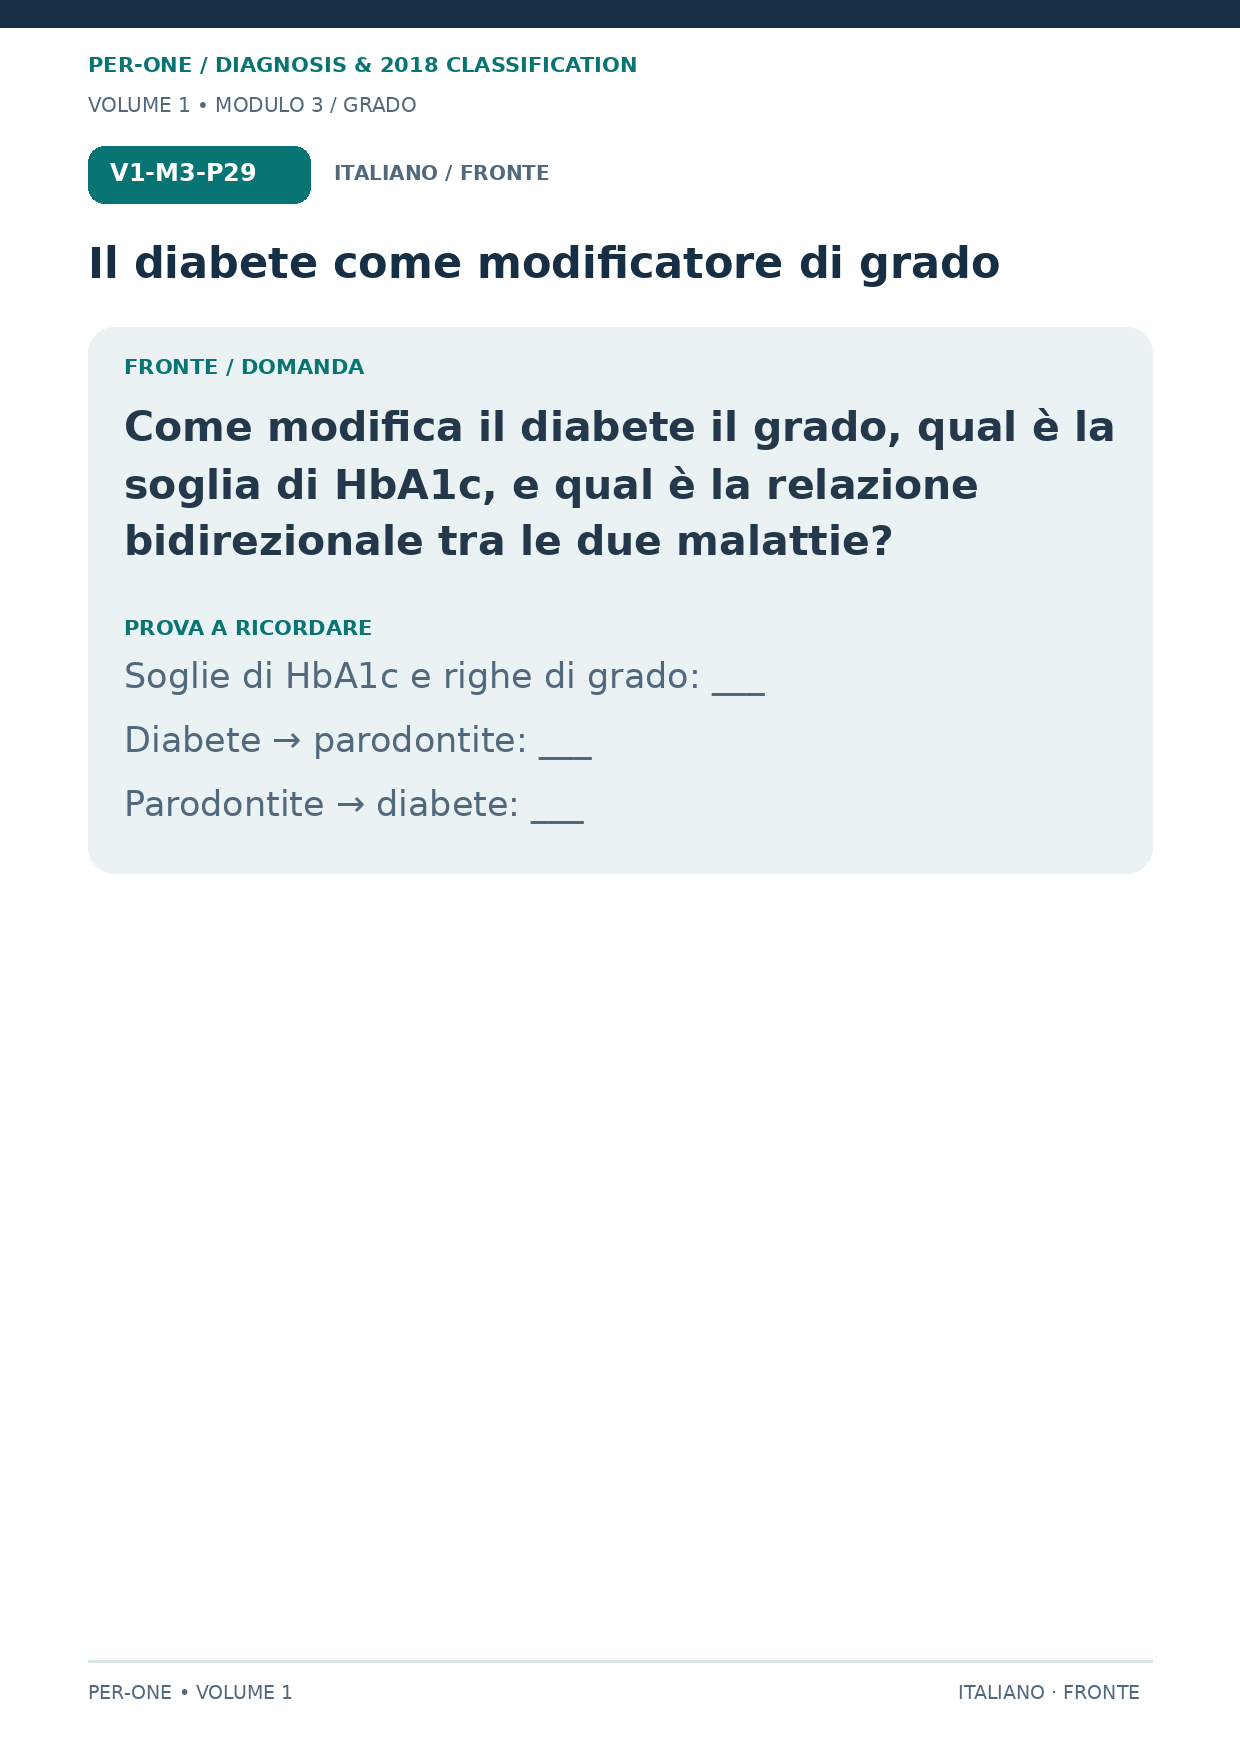 PER-ONE / DIAGNOSIS & 2018 CLASSIFICATION
VOLUME 1 • MODULO 3 / GRADO
V1-M3-P29
ITALIANO / FRONTE
Il diabete come modificatore di grado
FRONTE / DOMANDA
Come modifica il diabete il grado, qual è la
soglia di HbA1c, e qual è la relazione
bidirezionale tra le due malattie?
PROVA A RICORDARE
Soglie di HbA1c e righe di grado: ___
Diabete → parodontite: ___
Parodontite → diabete: ___
PER-ONE • VOLUME 1
ITALIANO · FRONTE